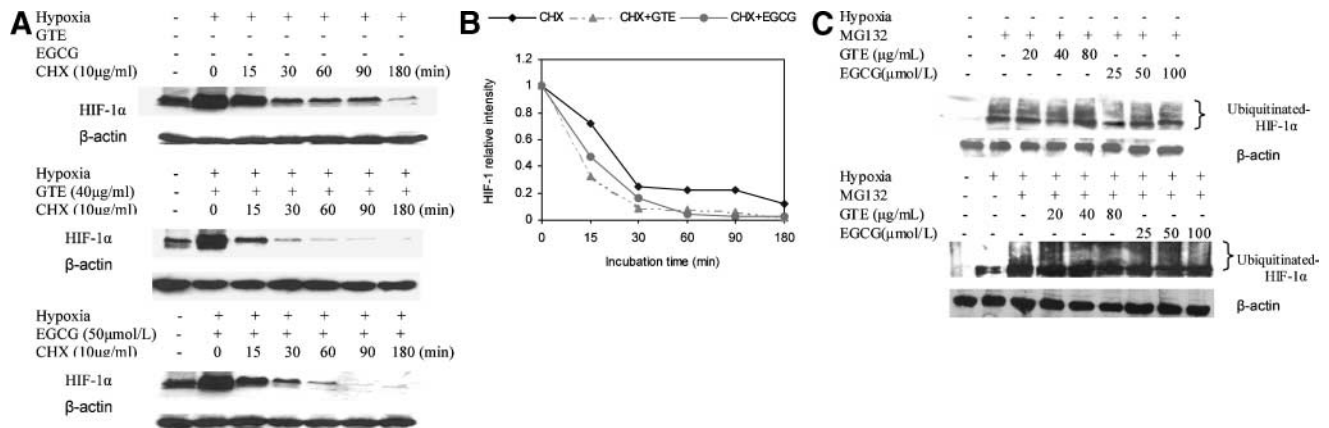 A
Hypoxia - + + + + + +
GTE - - - - - - -
EGCG - - - - - - -
CHX (10μg/ml) - 0 15 30 60 90 180 (min)
HIF-1α
β-actin
Hypoxia - + + + + + +
GTE (40μg/ml) - + + + + + +
CHX (10μg/ml) - 0 15 30 60 90 180 (min)
HIF-1α
β-actin
Hypoxia - + + + + + +
EGCG (50μmol/L) - + + + + + +
CHX (10μg/ml) - 0 15 30 60 90 180 (min)
HIF-1α
β-actin
B
CHX CHX+GTE CHX+EGCG
HIF-1 relative intensity
1.2
1
0.8
0.6
0.4
0.2
0
0 15 30 60 90 180
Incubation time (min)
C
Hypoxia
MG132 - + + + + + + +
GTE (μg/mL) - - 20 40 80 - - -
EGCG(μmol/L) - - - - - 25 50 100
Ubiquitinated-
HIF-1α
β-actin
Hypoxia - + + + + + + + +
MG132 - - + + + + + + +
GTE (μg/mL) - - - 20 40 80 - - -
EGCG(μmol/L) - - - - - - 25 50 100
Ubiquitinated-
HIF-1α
β-actin